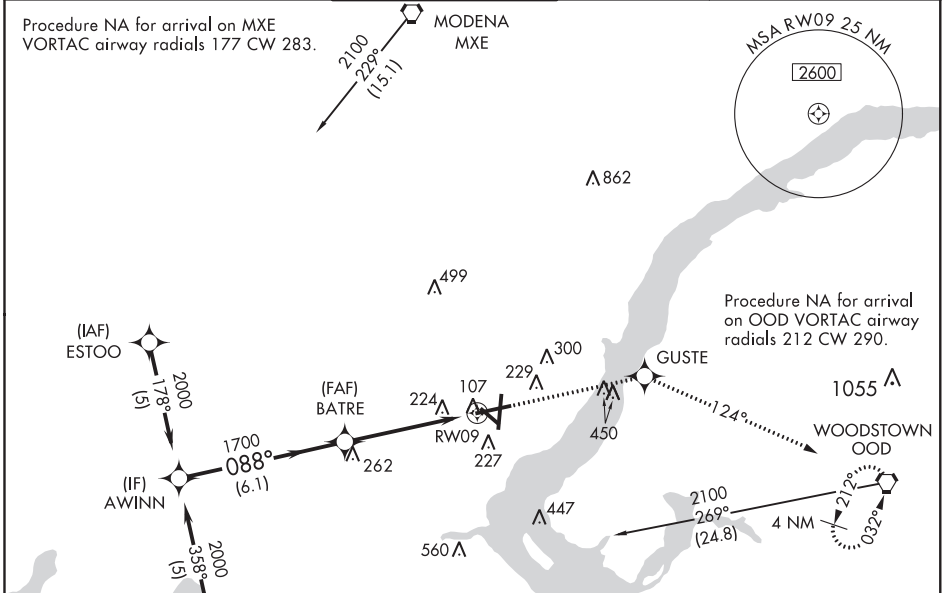 Procedure NA for arrival on MXE
VORTAC airway radials 177 CW 283.
MODENA
MXE
2100
229°
(15.1)
MSA RW09 25 NM
2600
862
499
Procedure NA for arrival
on OOD VORTAC airway
radials 212 CW 290.
(IAF)
ESTOO
2000
178°
(5)
300
229
GUSTE
1055
(FAF)
BATRE
224
107
RW09
227
450
124°
WOODSTOWN
OOD
1700
088°
(6.1)
262
(IF)
AWINN
2100
269°
(24.8)
4 NM
212°
032°
447
560
2000
358°
(5)